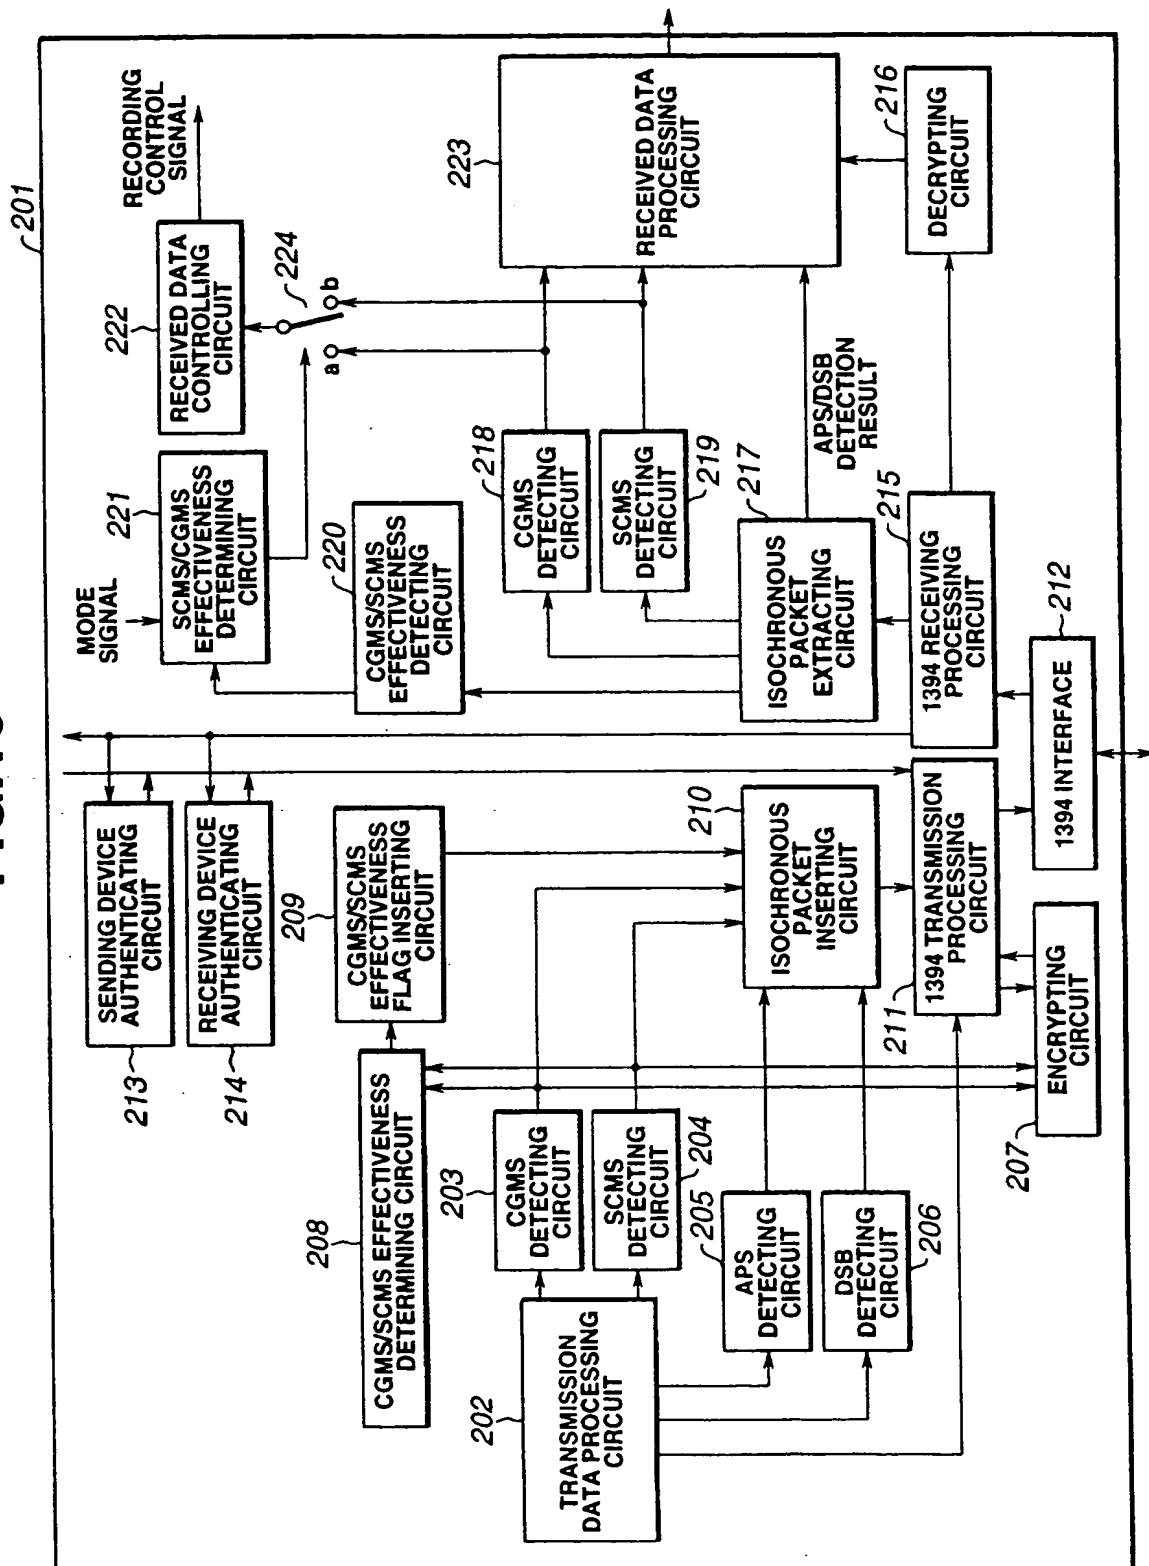 201
RECORDING
CONTROL
SIGNAL
222
RECEIVED DATA
CONTROLLING
CIRCUIT
224
a
b
MODE
SIGNAL
221
SCMS/CGMS
EFFECTIVENESS
DETERMINING
CIRCUIT
220
CGMS/SCMS
EFFECTIVENESS
DETECTING
CIRCUIT
223
RECEIVED DATA
PROCESSING
CIRCUIT
218
CGMS
DETECTING
CIRCUIT
219
SCMS
DETECTING
CIRCUIT
217
ISOCHRONOUS
PACKET
EXTRACTING
CIRCUIT
APS/DSB
DETECTION
RESULT
216
DECRYPTING
CIRCUIT
215
1394 RECEIVING
PROCESSING
CIRCUIT
212
1394 INTERFACE
213
SENDING DEVICE
AUTHENTICATING
CIRCUIT
214
RECEIVING DEVICE
AUTHENTICATING
CIRCUIT
209
CGMS/SCMS
EFFECTIVENESS
FLAG INSERTING
CIRCUIT
208
CGMS/SCMS EFFECTIVENESS
DETERMINING CIRCUIT
210
ISOCHRONOUS
PACKET
INSERTING
CIRCUIT
211
1394 TRANSMISSION
PROCESSING
CIRCUIT
207
ENCRYPTING
CIRCUIT
203
CGMS
DETECTING
CIRCUIT
204
SCMS
DETECTING
CIRCUIT
205
APS
DETECTING
CIRCUIT
206
DSB
DETECTING
CIRCUIT
202
TRANSMISSION
DATA PROCESSING
CIRCUIT